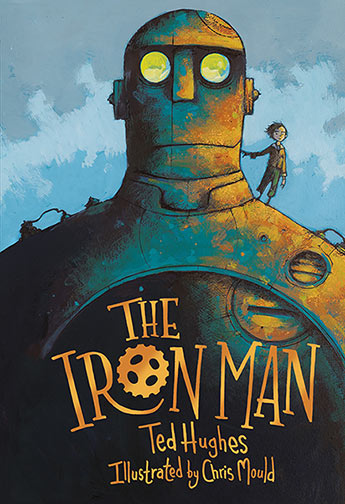 THE
IRON MAN
Ted Hughes
Illustrated by Chris Mould